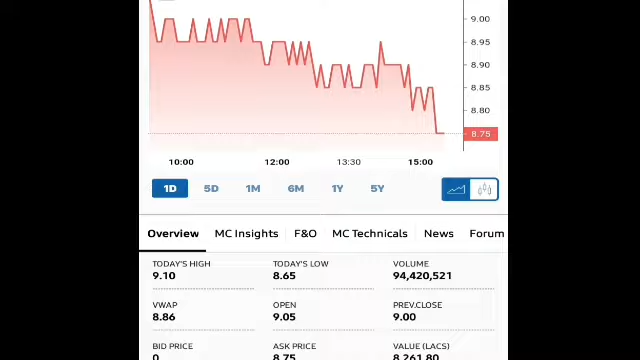 9.00
8.95
8.90
8.85
8.80
8.75
10:00 12:00 13:30 15:00
1D 5D 1M 6M 1Y 5Y
Overview MC Insights F&O MC Technicals News Forum
TODAY'S HIGH TODAY'S LOW VOLUME
9.10 8.65 94,420,521
VWAP OPEN PREV.CLOSE
8.86 9.05 9.00
BID PRICE ASK PRICE VALUE (LACS)
0 8.75 8,261.80